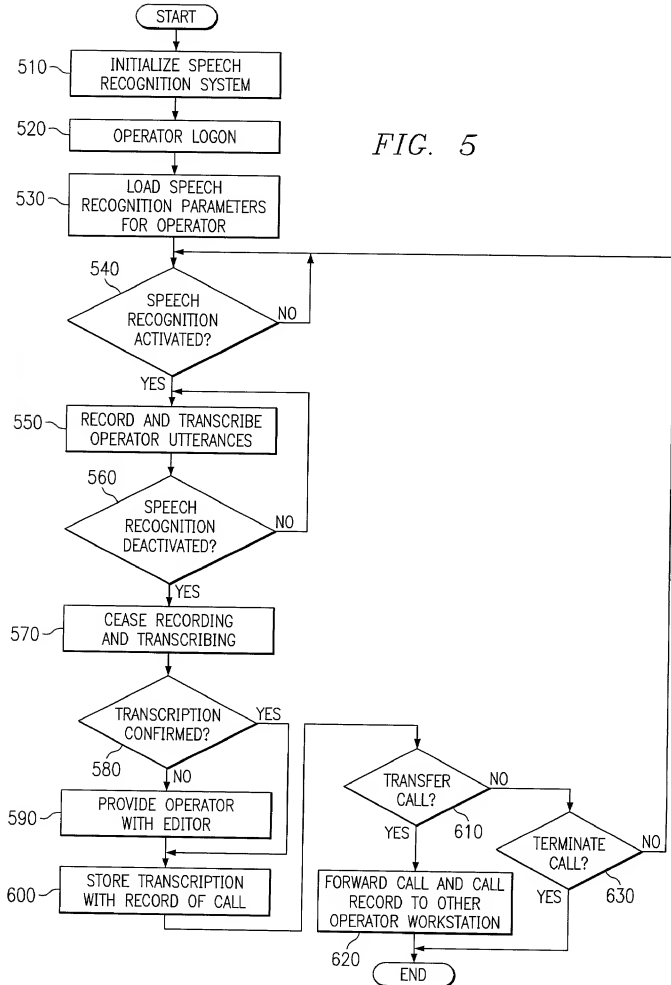 START
510
INITIALIZE SPEECH
RECOGNITION SYSTEM
520
OPERATOR LOGON
FIG. 5
530
LOAD SPEECH
RECOGNITION PARAMETERS
FOR OPERATOR
540
SPEECH
RECOGNITION
ACTIVATED?
NO
YES
550
RECORD AND TRANSCRIBE
OPERATOR UTTERANCES
560
SPEECH
RECOGNITION
DEACTIVATED?
NO
YES
570
CEASE RECORDING
AND TRANSCRIBING
TRANSCRIPTION
CONFIRMED?
YES
580
NO
590
PROVIDE OPERATOR
WITH EDITOR
600
STORE TRANSCRIPTION
WITH RECORD OF CALL
TRANSFER
CALL?
NO
610
YES
FORWARD CALL AND CALL
RECORD TO OTHER
OPERATOR WORKSTATION
620
TERMINATE
CALL?
NO
630
YES
END